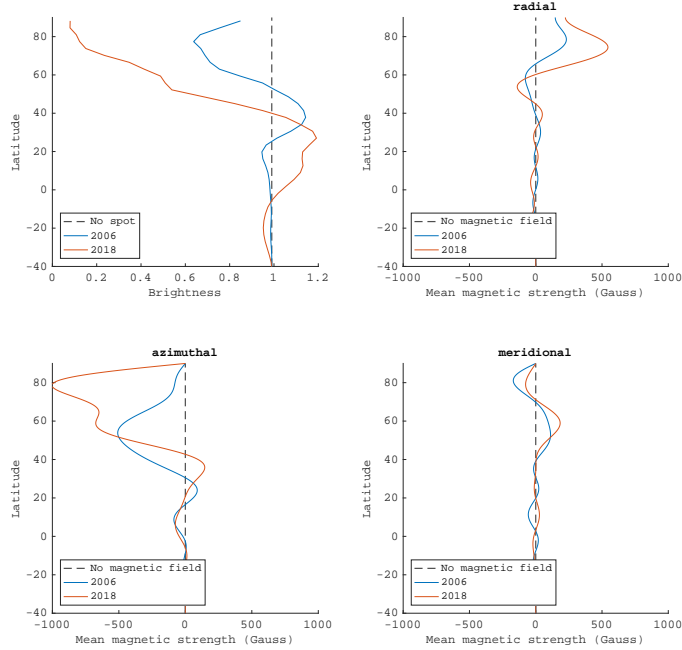 radial
80
60
40
20
0
-20
-40
Latitude
No spot
2006
2018
0 0.2 0.4 0.6 0.8 1 1.2
Brightness
80
60
40
20
0
-20
-40
Latitude
No magnetic field
2006
2018
-1000 -500 0 500 1000
Mean magnetic strength (Gauss)
azimuthal
80
60
40
20
0
-20
-40
Latitude
No magnetic field
2006
2018
-1000 -500 0 500 1000
Mean magnetic strength (Gauss)
meridional
80
60
40
20
0
-20
-40
Latitude
No magnetic field
2006
2018
-1000 -500 0 500 1000
Mean magnetic strength (Gauss)